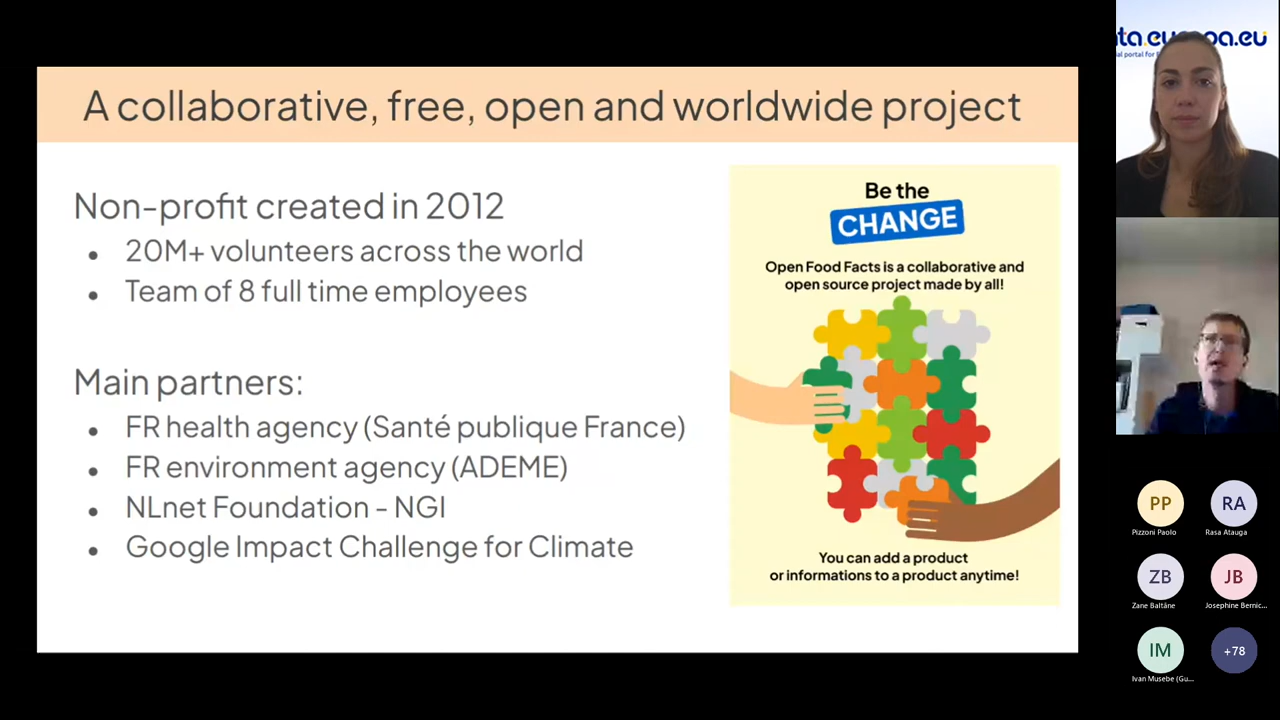 A collaborative, free, open and worldwide project
Non-profit created in 2012
• 20M+ volunteers across the world
• Team of 8 full time employees
Main partners:
• FR health agency (Santé publique France)
• FR environment agency (ADEME)
• NLnet Foundation - NGI
• Google Impact Challenge for Climate
Be the
CHANGE
Open Food Facts is a collaborative and
open source project made by all!
You can add a product
or informations to a product anytime!
ta.europa.eu
ial portal for
PP
RA
Pizzoni Paolo
Rasa Atauga
ZB
JB
Zane Baltāne
Josephine Bernic...
IM
+78
Ivan Musebe (Gu...